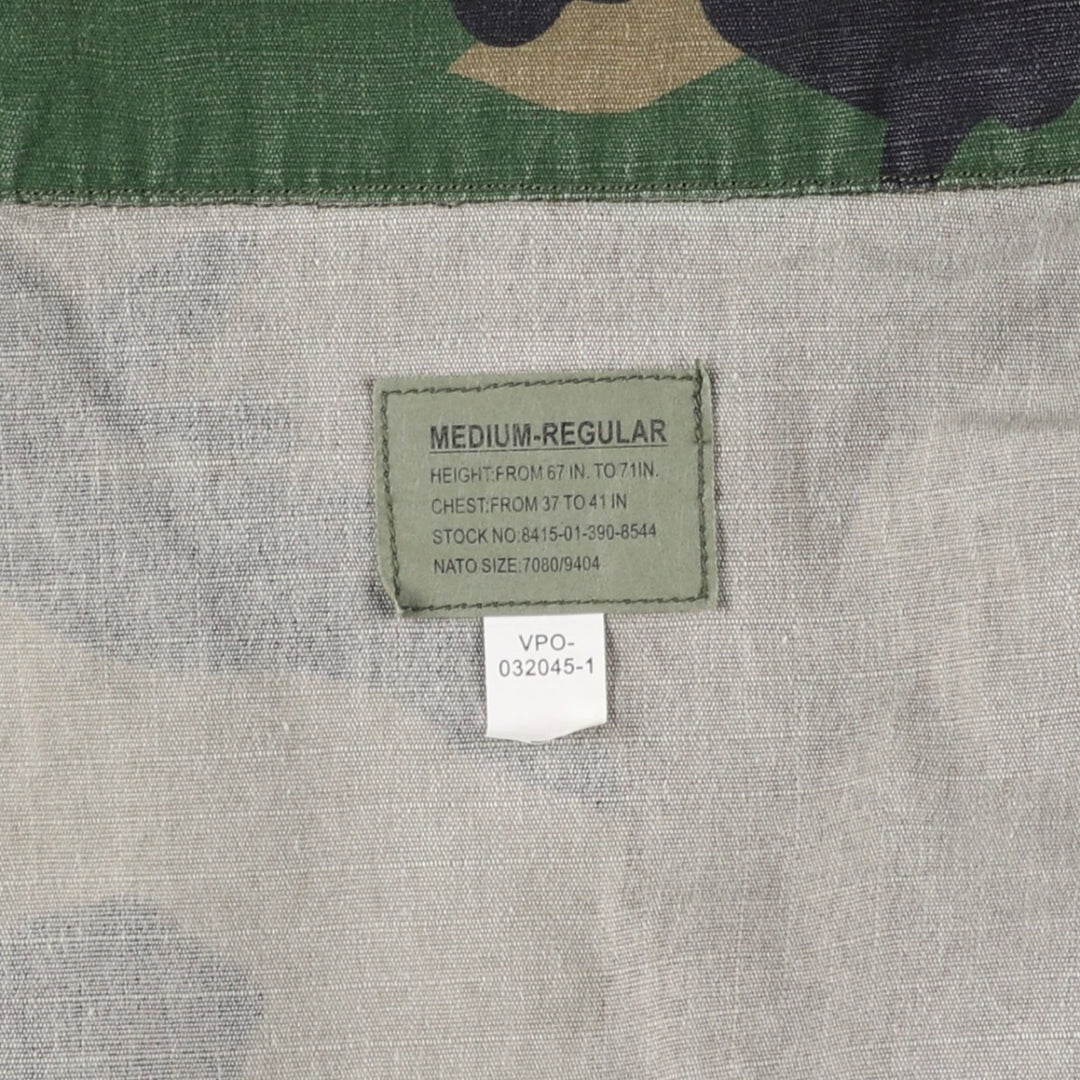 MEDIUM-REGULAR
HEIGHT:FROM 67 IN. TO 71IN.
CHEST:FROM 37 TO 41 IN
STOCK NO:8415-01-390-8544
NATO SIZE:7080/9404
VPO-
032045-1